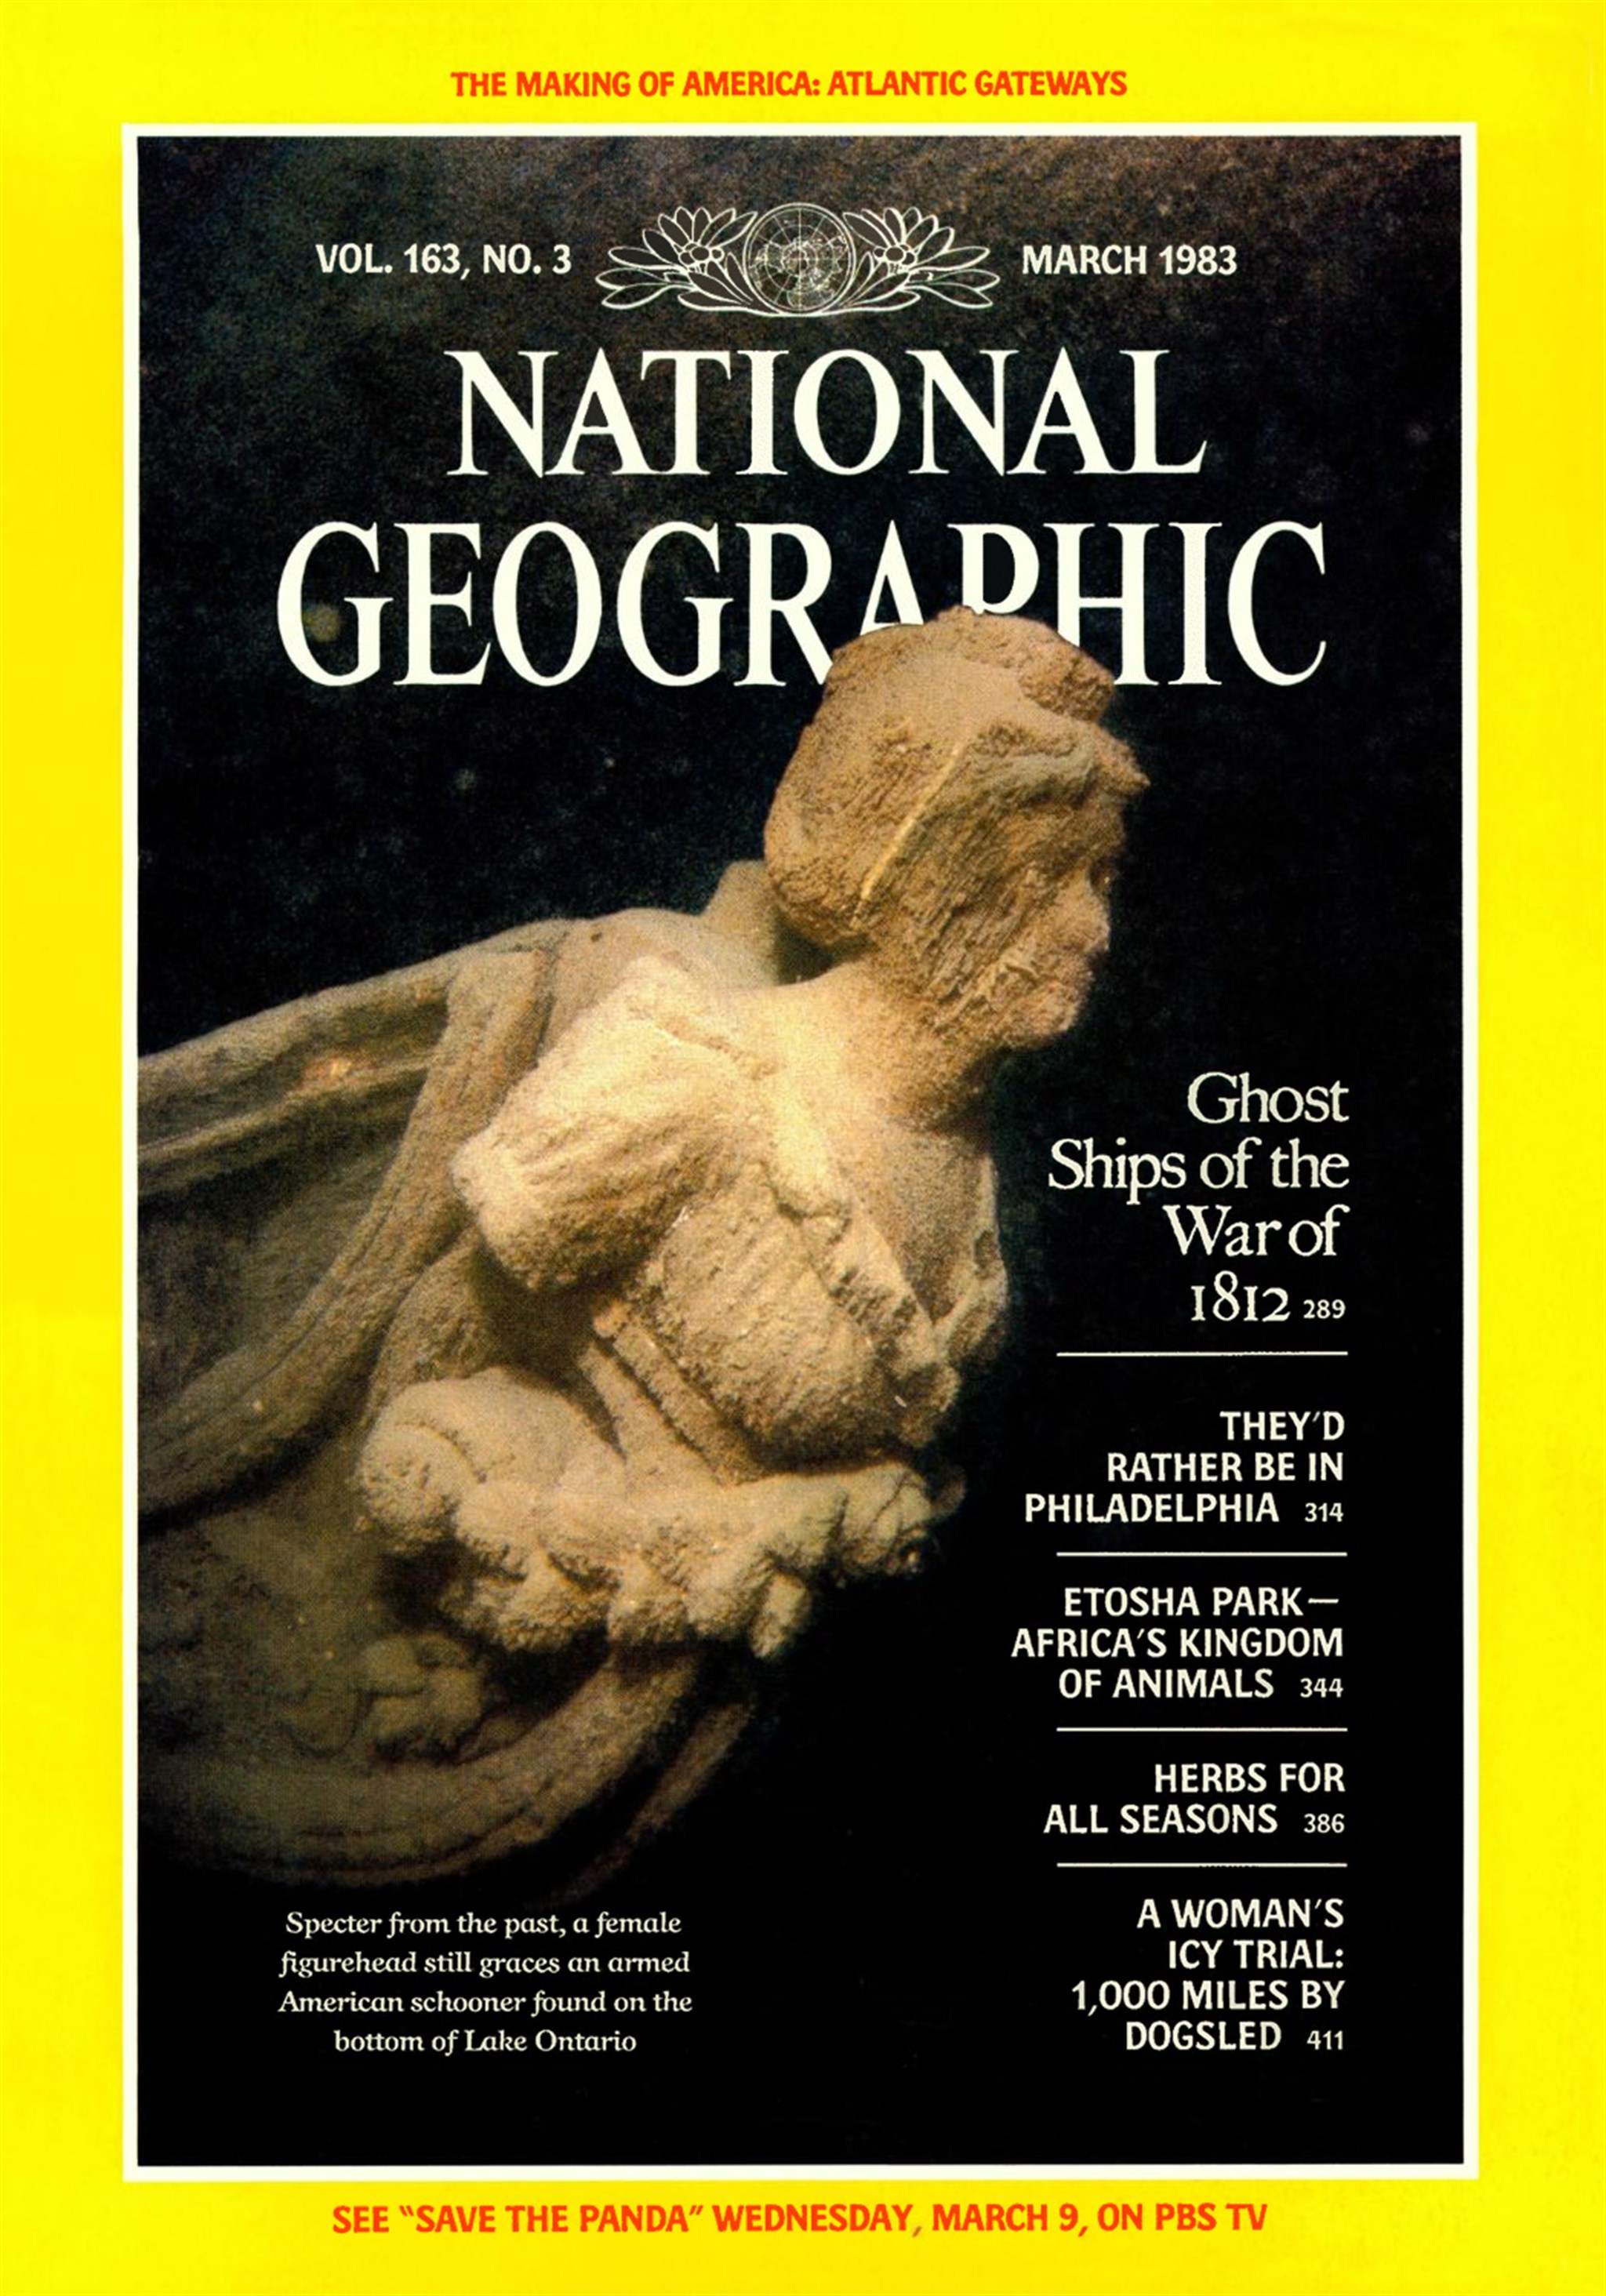 THE MAKING OF AMERICA: ATLANTIC GATEWAYS
VOL. 163, NO. 3
MARCH 1983
NATIONAL
GEOGRAPHIC
Ghost
Ships of the
War of
1812 289
THEY'D
RATHER BE IN
PHILADELPHIA 314
ETOSHA PARK—
AFRICA'S KINGDOM
OF ANIMALS 344
HERBS FOR
ALL SEASONS 386
A WOMAN'S
ICY TRIAL:
1,000 MILES BY
DOGSLED 411
Specter from the past, a female
figurehead still graces an armed
American schooner found on the
bottom of Lake Ontario
SEE "SAVE THE PANDA" WEDNESDAY, MARCH 9, ON PBS TV